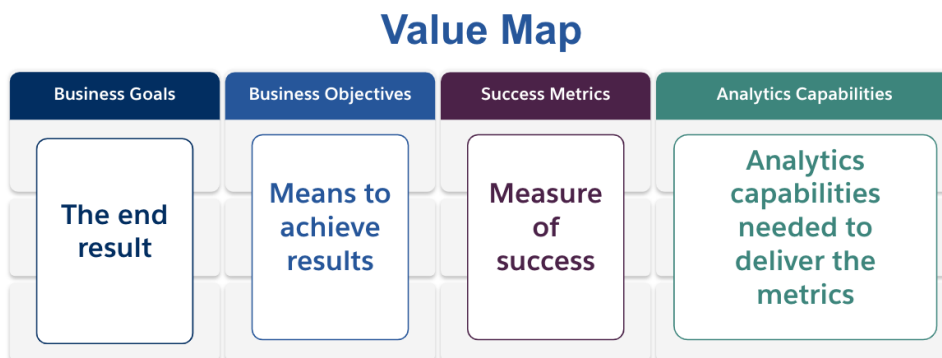 Value Map
Business Goals
Business Objectives
Success Metrics
Analytics Capabilities
The end
result
Means to
achieve
results
Measure
of
success
Analytics
capabilities
needed to
deliver the
metrics